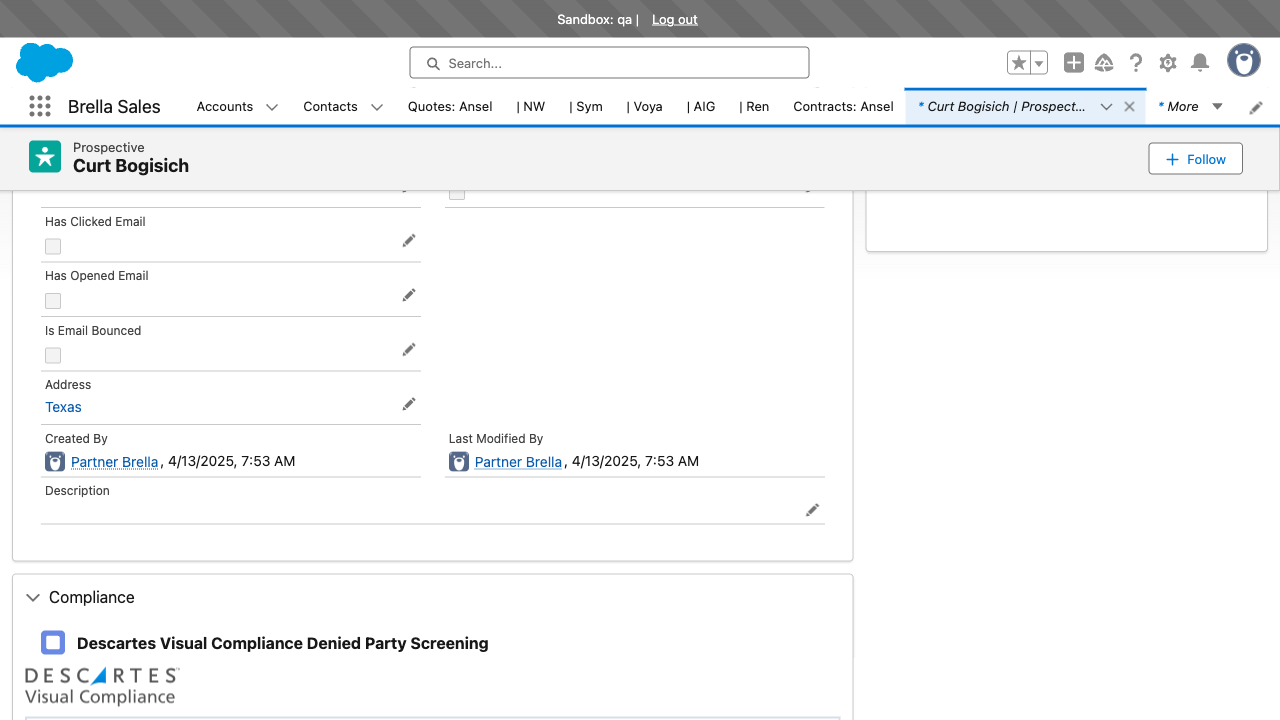 Sandbox: qa | Log out
Search...
Brella Sales Accounts Contacts Quotes: Ansel | NW | Sym | Voya | AIG | Ren Contracts: Ansel * Curt Bogisich | Prospect... * More
Prospective
Curt Bogisich
Follow
Has Clicked Email
Has Opened Email
Is Email Bounced
Address
Texas
Created By Last Modified By
Partner Brella, 4/13/2025, 7:53 AM Partner Brella, 4/13/2025, 7:53 AM
Description
Compliance
Descartes Visual Compliance Denied Party Screening
DESCARTES™
Visual Compliance